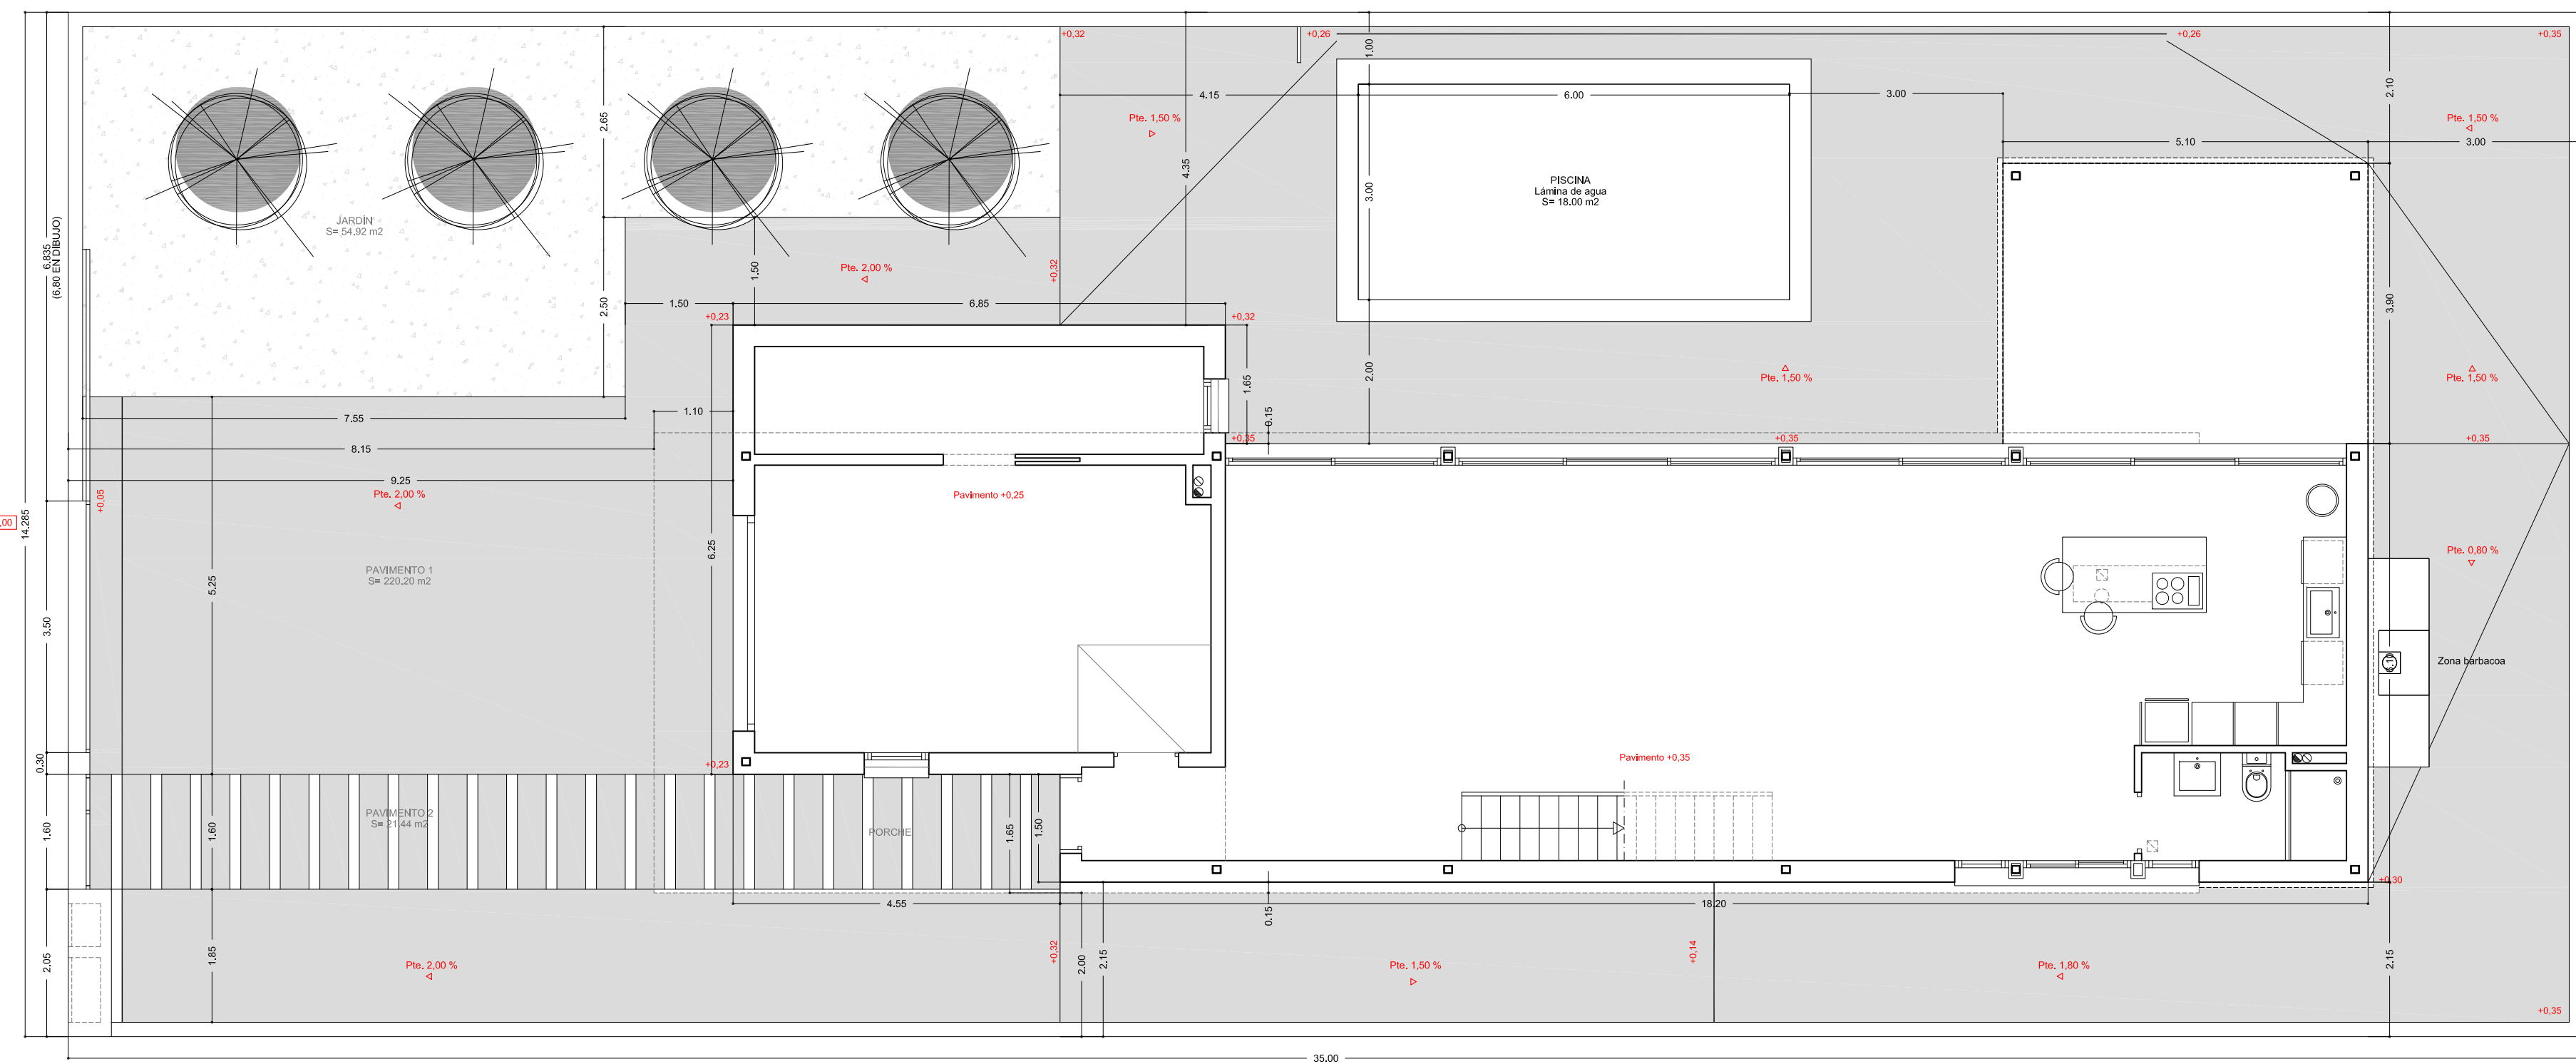 +0,32
+0,26
+0,26
+0,35
1.00
2.10
4.15
6.00
3.00
2.65
Pte. 1,50 %
Pte. 1,50 %
4.35
5.10
3.00
PISCINA
Lámina de agua
S= 18.00 m2
3.00
JARDÍN
S= 54.92 m2
6.835
(6,80 EN DIBUJO)
Pte. 2,00 %
1.50
+0,32
2.50
1.50
6.85
3.90
+0,23
+0,32
2.00
1.65
Pte. 1,50 %
Pte. 1,50 %
7.55
1.10
0.15
8.15
+0,35
+0,35
+0,35
9.25
Pte. 2,00 %
+0,05
Pavimento +0,25
,00
14.285
6.25
Pte. 0,80 %
PAVIMENTO 1
S= 220.20 m2
5.25
3.50
Zona barbacoa
Pavimento +0,35
0.30
+0,23
PAVIMENTO 2
S= 21.44 m2
1.60
1.60
PORCHE
1.65
1.50
+0,30
4.55
18.20
0.15
2.05
1.85
+0,32
2.00
2.15
+0,14
2.15
Pte. 2,00 %
Pte. 1,50 %
Pte. 1,80 %
+0,35
35.00